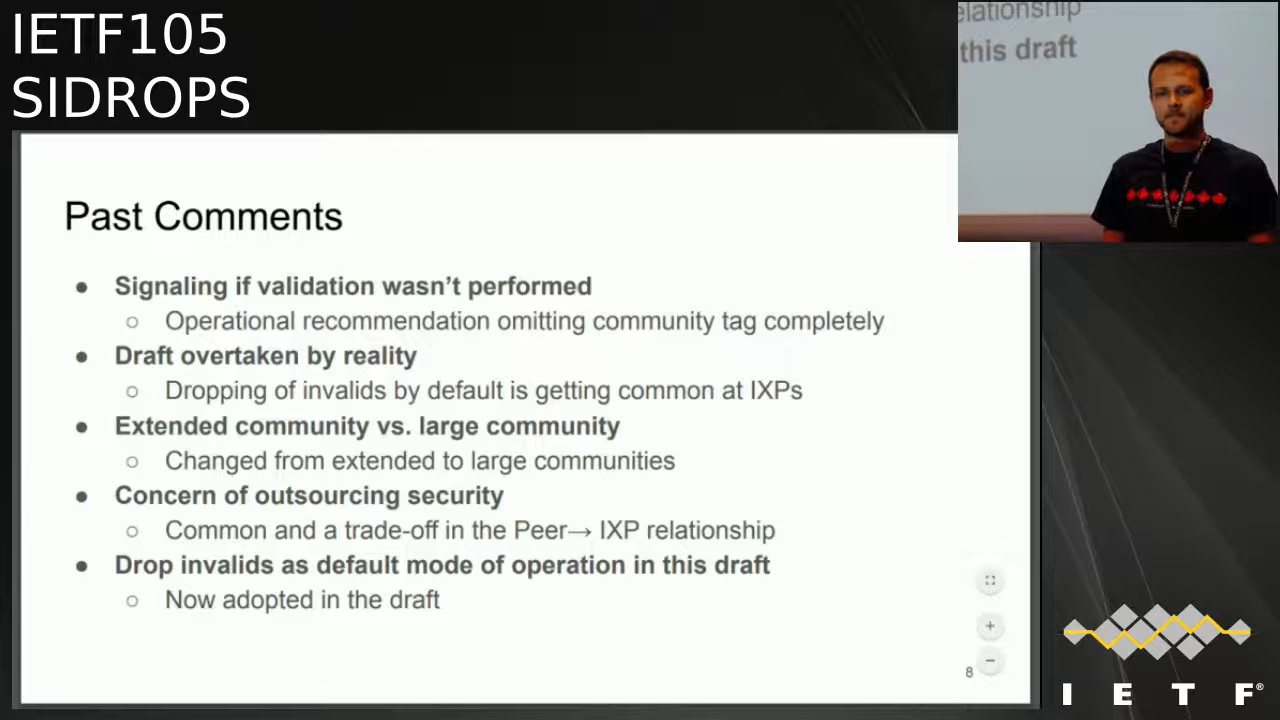 IETF105
SIDROPS
elationship
this draft
Past Comments
● Signaling if validation wasn't performed
○ Operational recommendation omitting community tag completely
● Draft overtaken by reality
○ Dropping of invalids by default is getting common at IXPs
● Extended community vs. large community
○ Changed from extended to large communities
● Concern of outsourcing security
○ Common and a trade-off in the Peer→ IXP relationship
● Drop invalids as default mode of operation in this draft
○ Now adopted in the draft
8
I E T F®